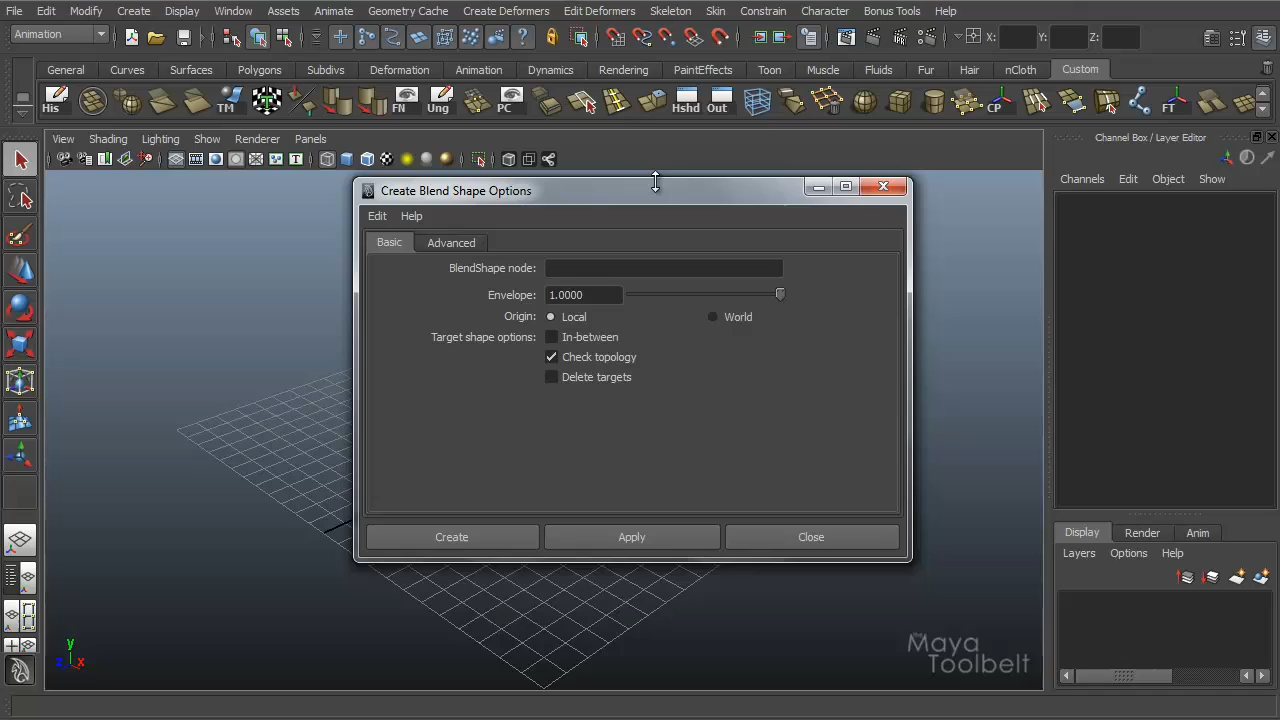 File Edit Modify Create Display Window Assets Animate Geometry Cache Create Deformers Edit Deformers Skeleton Skin Constrain Character Bonus Tools Help
Animation X: Y: Z:
General Curves Surfaces Polygons Subdivs Deformation Animation Dynamics Rendering PaintEffects Toon Muscle Fluids Fur Hair nCloth Custom
His TM FN Ung PC Hshd Out CP FT
View Shading Lighting Show Renderer Panels
Channel Box / Layer Editor
Channels Edit Object Show
Create Blend Shape Options
Edit Help
Basic Advanced
BlendShape node:
Envelope: 1.0000
Origin: Local World
Target shape options: In-between
Check topology
Delete targets
Create Apply Close
Display Render Anim
Layers Options Help
y
z x
the
Maya
Toolbelt